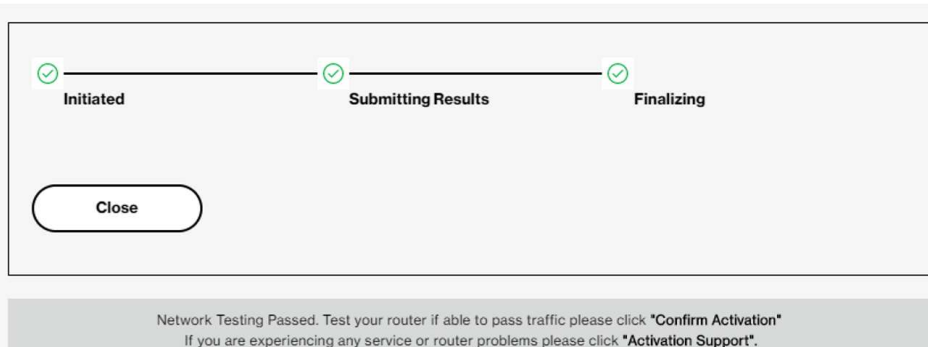 Initiated Submitting Results Finalizing
Close
Network Testing Passed. Test your router if able to pass traffic please click "Confirm Activation"
If you are experiencing any service or router problems please click "Activation Support".